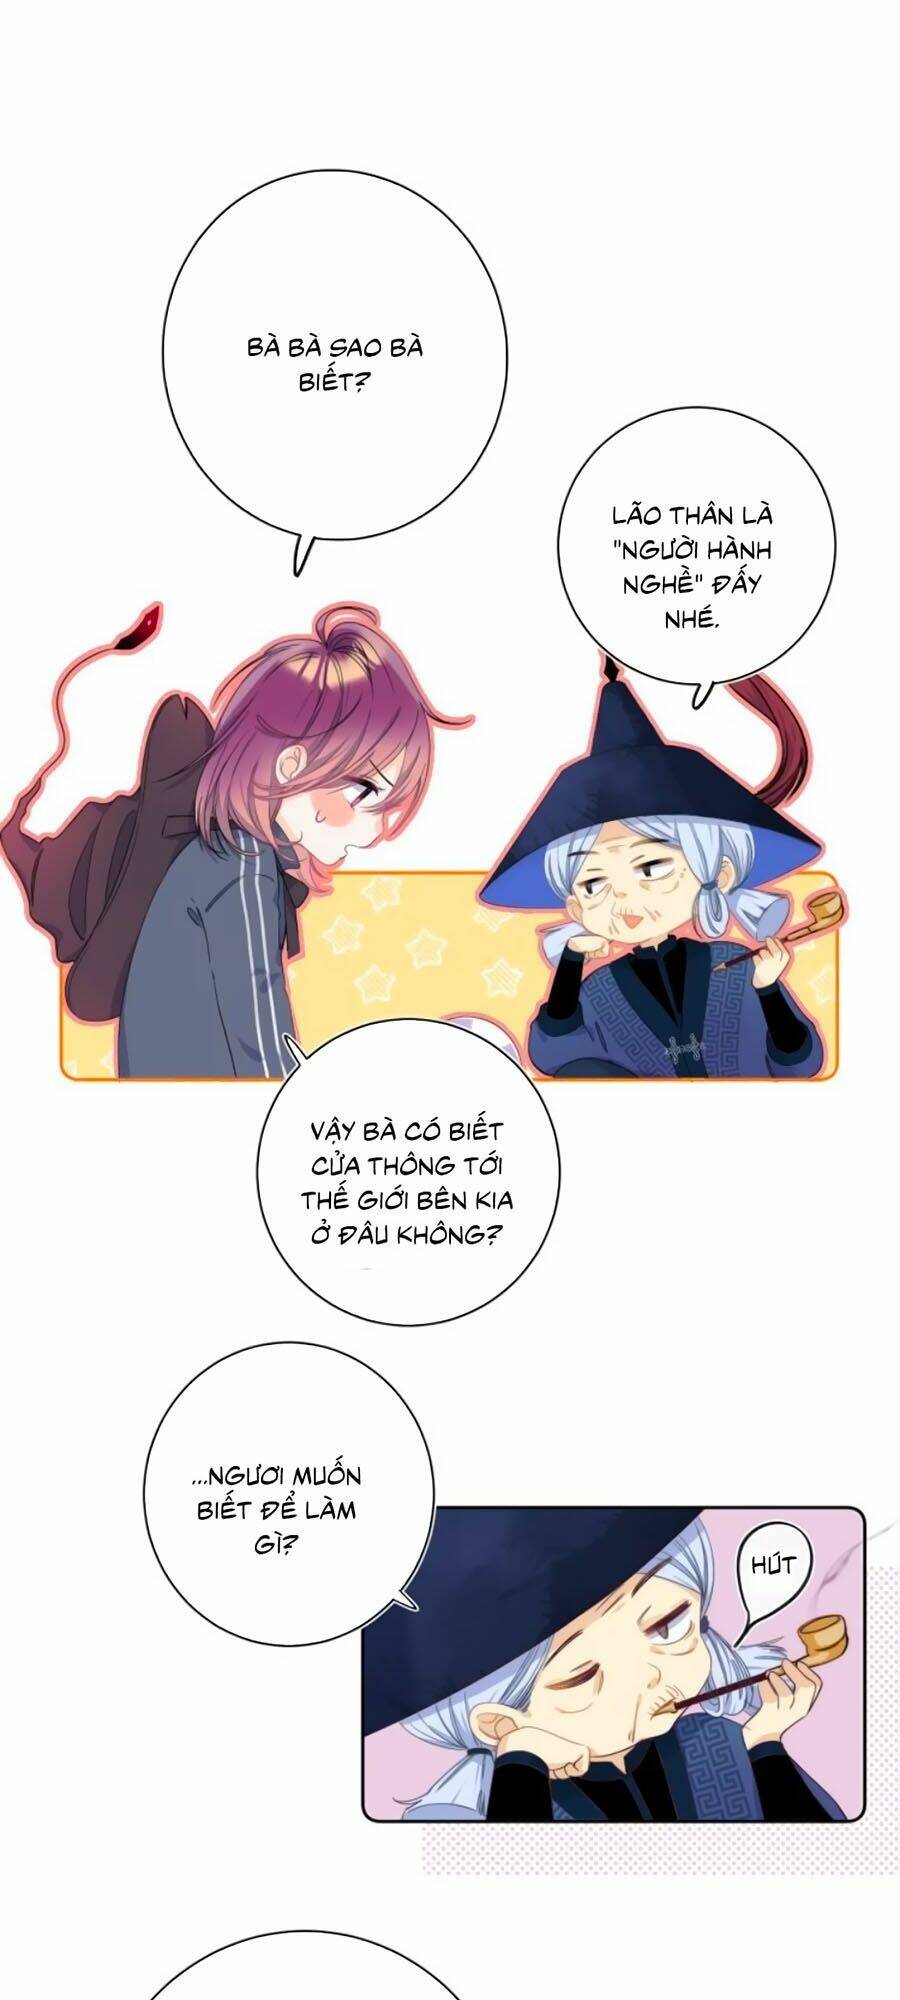 BÀ BÀ SAO BÀ
BIẾT?
LÃO THÂN LÀ
"NGƯỜI HÀNH
NGHỀ" ĐẤY
NHÉ.
VẬY BÀ CÓ BIẾT
CỬA THÔNG TỚI
THẾ GIỚI BÊN KIA
Ở ĐÂU KHÔNG?
...NGƯƠI MUỐN
BIẾT ĐỂ LÀM
GÌ?
HÚT